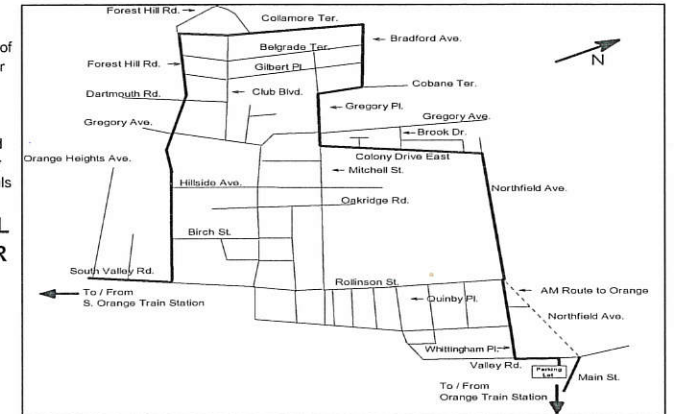 Forest Hill Rd.
Collamore Ter.
of
Bradford Ave.
r
Belgrade Ter.
N
Forest Hill Rd.
Gilbert Pl.
Cobane Ter.
Dartmouth Rd.
Club Blvd.
Gregory Pl.
Gregory Ave.
Gregory Ave.
Brook Dr.
d
Orange Heights Ave.
Colony Drive East
Mitchell St.
ls
Hillside Ave.
Northfield Ave.
Oakridge Rd.
L
Birch St.
R
South Valley Rd.
Rollinson St.
AM Route to Orange
To / From
S. Orange Train Station
Quinby Pl.
Northfield Ave.
Whittingham Pl.
Valley Rd.
Parking
Lot
Main St.
To / From
Orange Train Station